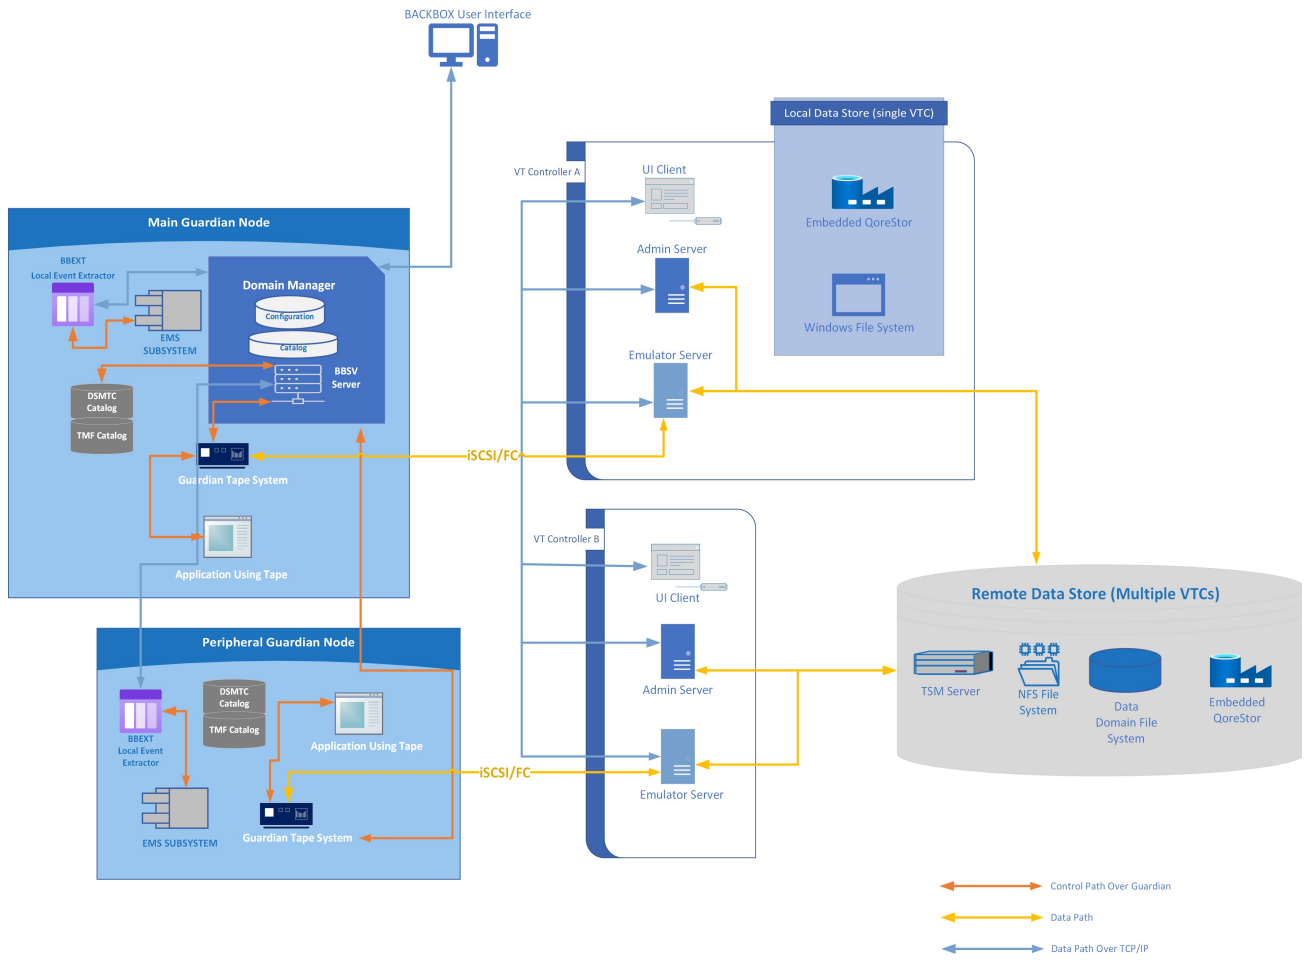 BACKBOX User Interface
Local Data Store (single VTC)
VT Controller A
UI Client
Embedded QoreStor
Admin Server
Windows File System
Emulator Server
Main Guardian Node
BBEXT
Local Event Extractor
Domain Manager
Configuration
EMS
SUBSYSTEM
Catalog
BBSV
Server
DSMTC
Catalog
TMF Catalog
iSCSI/FC
Guardian Tape System
Application Using Tape
VT Controller B
UI Client
Admin Server
Emulator Server
Remote Data Store (Multiple VTCs)
TSM Server
NFS File
System
Data
Domain File
System
Embedded
QoreStor
Peripheral Guardian Node
DSMTC
Catalog
TMF Catalog
BBEXT
Local Event
Extractor
Application Using Tape
iSCSI/FC
EMS SUBSYSTEM
Guardian Tape System
Control Path Over Guardian
Data Path
Data Path Over TCP/IP